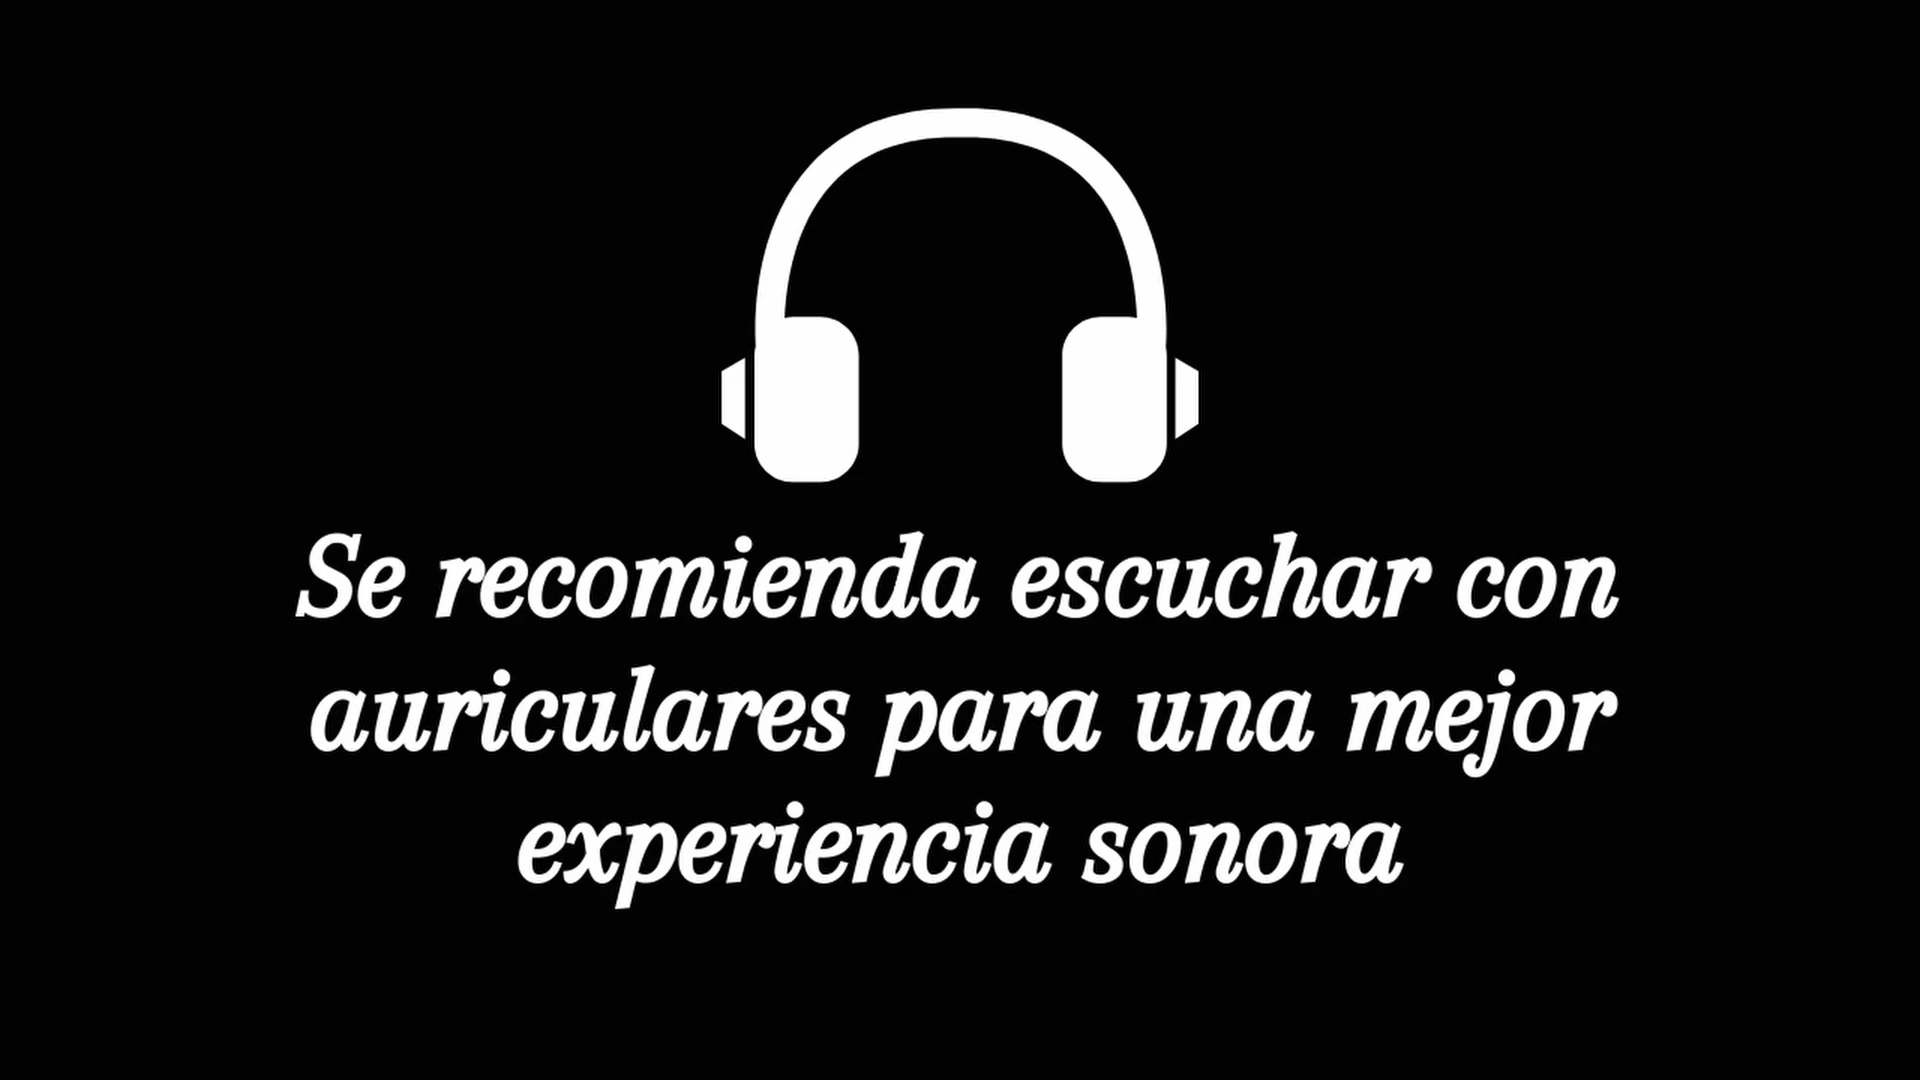 Se recomienda escuchar con
auriculares para una mejor
experiencia sonora